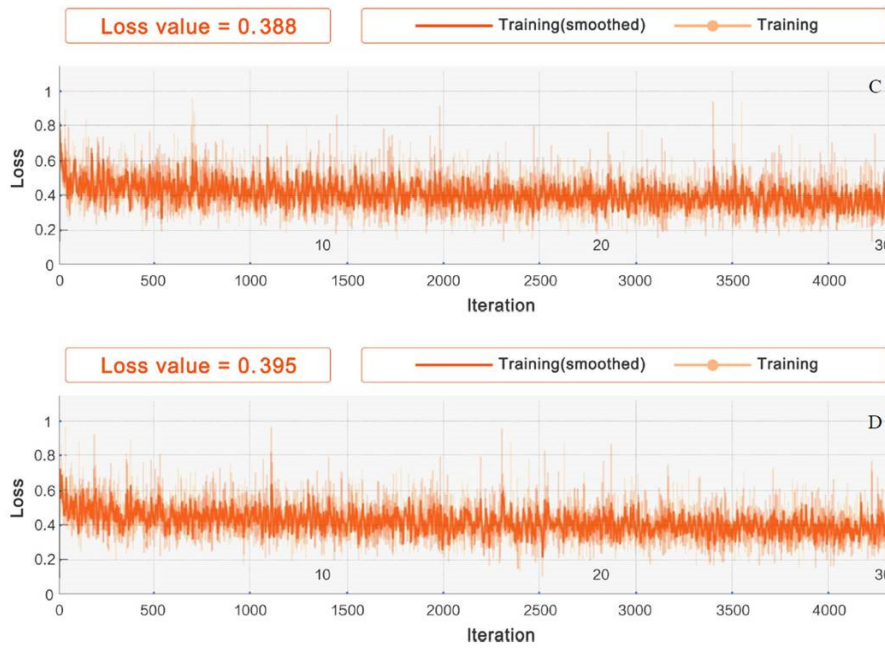 Loss value = 0.388
Training(smoothed) Training
C
1
0.8
0.6
0.4
0.2
0
Loss
10 20 30
0 500 1000 1500 2000 2500 3000 3500 4000
Iteration
Loss value = 0.395
Training(smoothed) Training
D
1
0.8
0.6
0.4
0.2
0
Loss
10 20 30
0 500 1000 1500 2000 2500 3000 3500 4000
Iteration